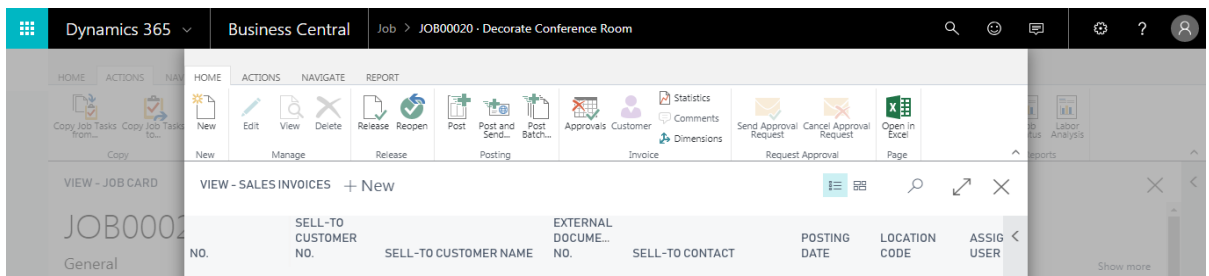 Dynamics 365 Business Central Job > JOB00020 · Decorate Conference Room ?
HOME ACTIONS NAV HOME ACTIONS NAVIGATE REPORT
Copy Job Tasks from... Copy Job Tasks to...
New Edit View Delete Release Reopen Post Post and Send... Post Batch... Approvals Customer
Statistics
Comments
Dimensions
Send Approval Request Cancel Approval Request Open in Excel
Labor Analysis
Copy New Manage Release Posting Invoice Request Approval Page
VIEW - JOB CARD VIEW - SALES INVOICES + New
JOB0002
General
NO. SELL-TO CUSTOMER NO. SELL-TO CUSTOMER NAME EXTERNAL DOCUME... NO. SELL-TO CONTACT POSTING DATE LOCATION CODE ASSIG USER
Show more